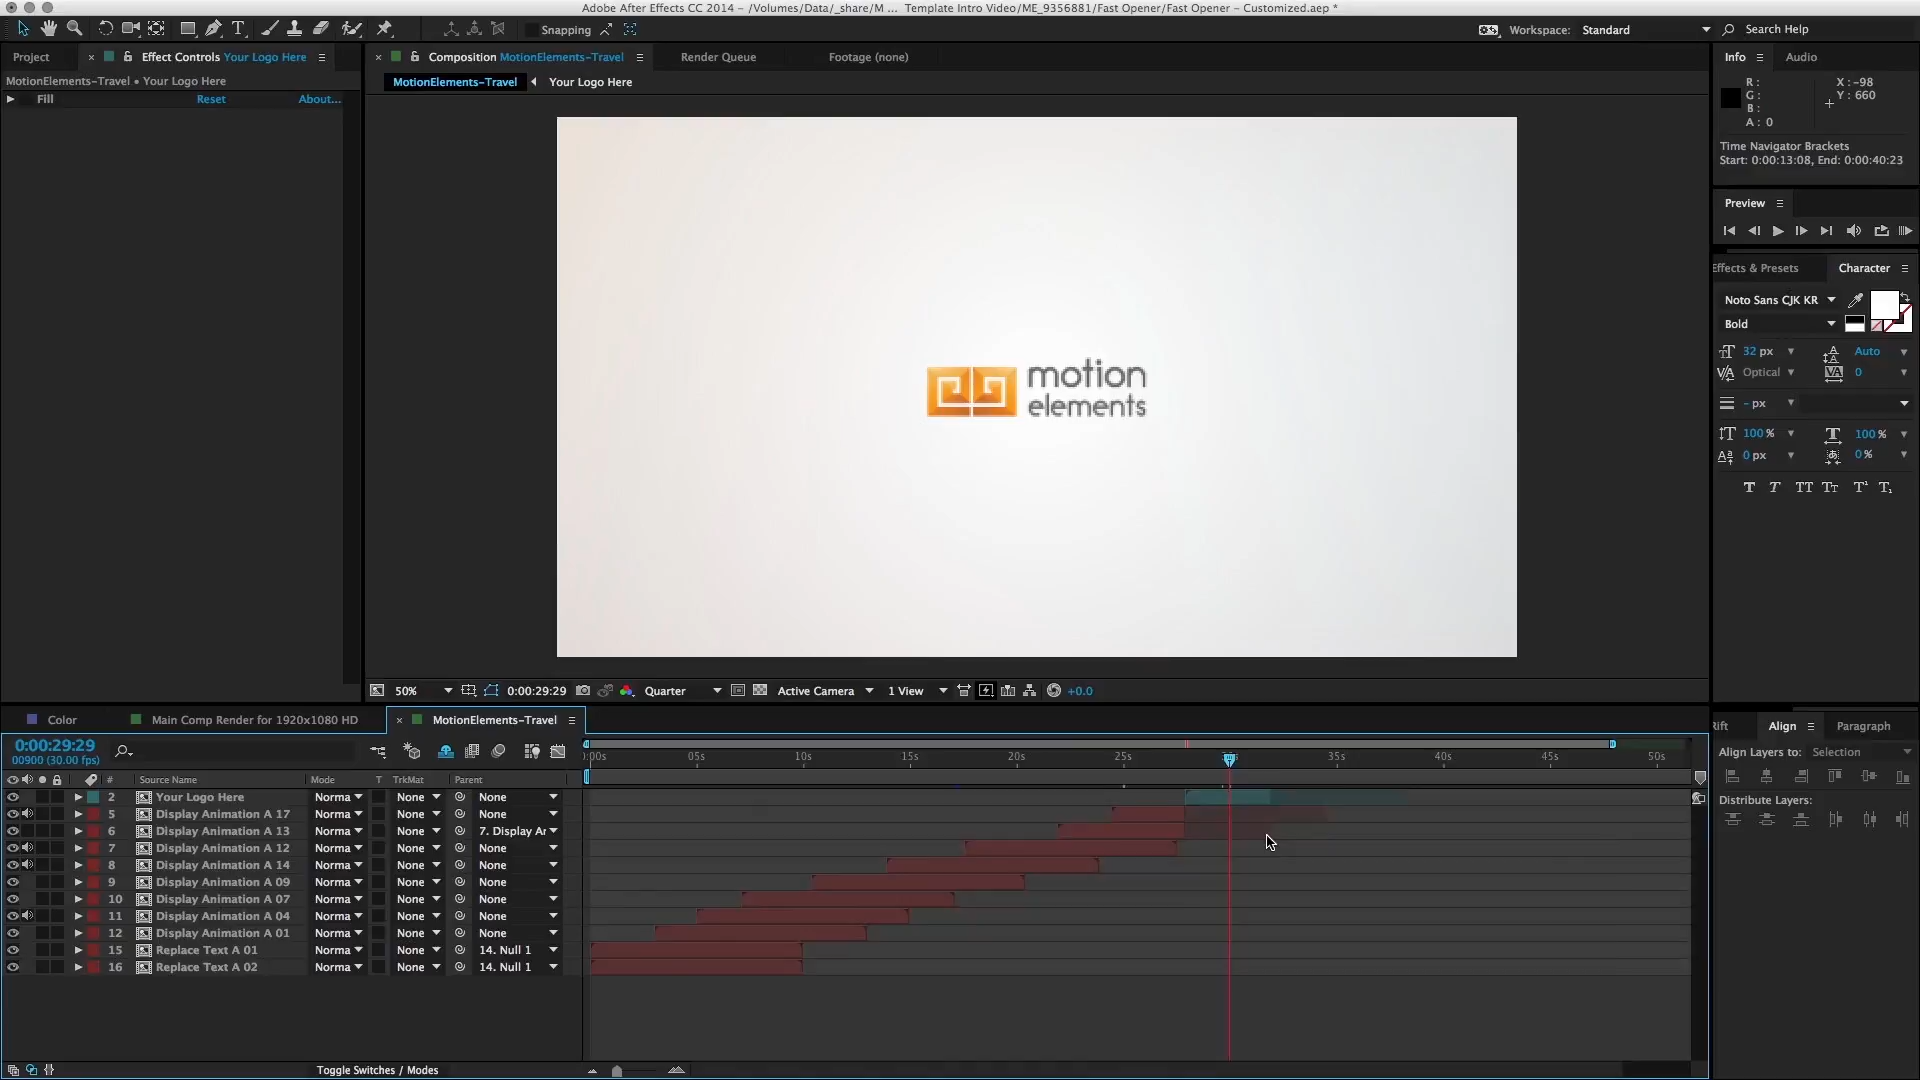 Adobe After Effects CC 2014 – /Volumes/Data/_share/M ... Template Intro Video/ME_9356881/Fast Opener/Fast Opener – Customized.aep *
Snapping
Workspace: Standard
Search Help
Project
Effect Controls Your Logo Here
Composition MotionElements-Travel
Render Queue
Footage (none)
Info
Audio
MotionElements-Travel • Your Logo Here
MotionElements-Travel
Your Logo Here
Fill
Reset
About...
R :
G :
B :
A : 0
X : -98
Y : 660
Time Navigator Brackets
Start: 0:00:13:08, End: 0:00:40:23
Preview
Effects & Presets
Character
Noto Sans CJK KR
Bold
32 px
Auto
Optical
0
- px
100 %
100 %
0 px
0 %
T T TT Tr T¹ T₁
motion
elements
50%
0:00:29:29
Quarter
Active Camera
1 View
+0.0
Color
Main Comp Render for 1920x1080 HD
MotionElements-Travel
Align
Paragraph
Align Layers to: Selection
Distribute Layers:
0:00:29:29
00900 (30.00 fps)
:00s 05s 10s 15s 20s 25s 35s 40s 45s 50s
# Source Name Mode T TrkMat Parent
2 Your Logo Here Norma None None
5 Display Animation A 17 Norma None None
6 Display Animation A 13 Norma None 7. Display Ar
7 Display Animation A 12 Norma None None
8 Display Animation A 14 Norma None None
9 Display Animation A 09 Norma None None
10 Display Animation A 07 Norma None None
11 Display Animation A 04 Norma None None
12 Display Animation A 01 Norma None None
15 Replace Text A 01 Norma None 14. Null 1
16 Replace Text A 02 Norma None 14. Null 1
Toggle Switches / Modes